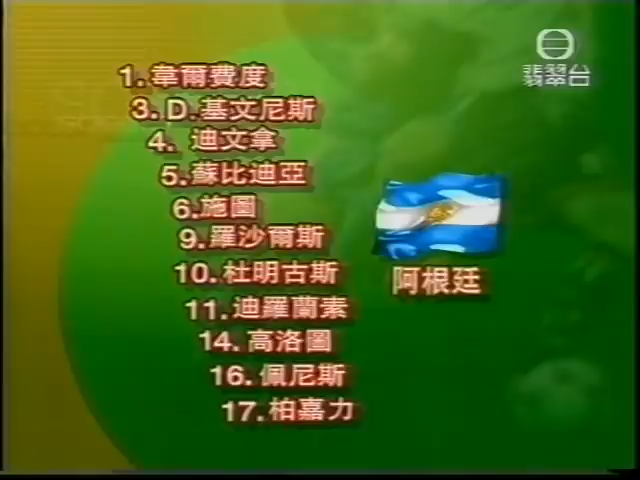 翡翠台
1. 韋爾費度
3. D. 基文尼斯
4. 迪文拿
5. 蘇比迪亞
6. 施圖
9. 羅沙爾斯
10. 杜明古斯
11. 迪羅蘭素
14. 高洛圖
16. 佩尼斯
17. 柏嘉力
阿根廷